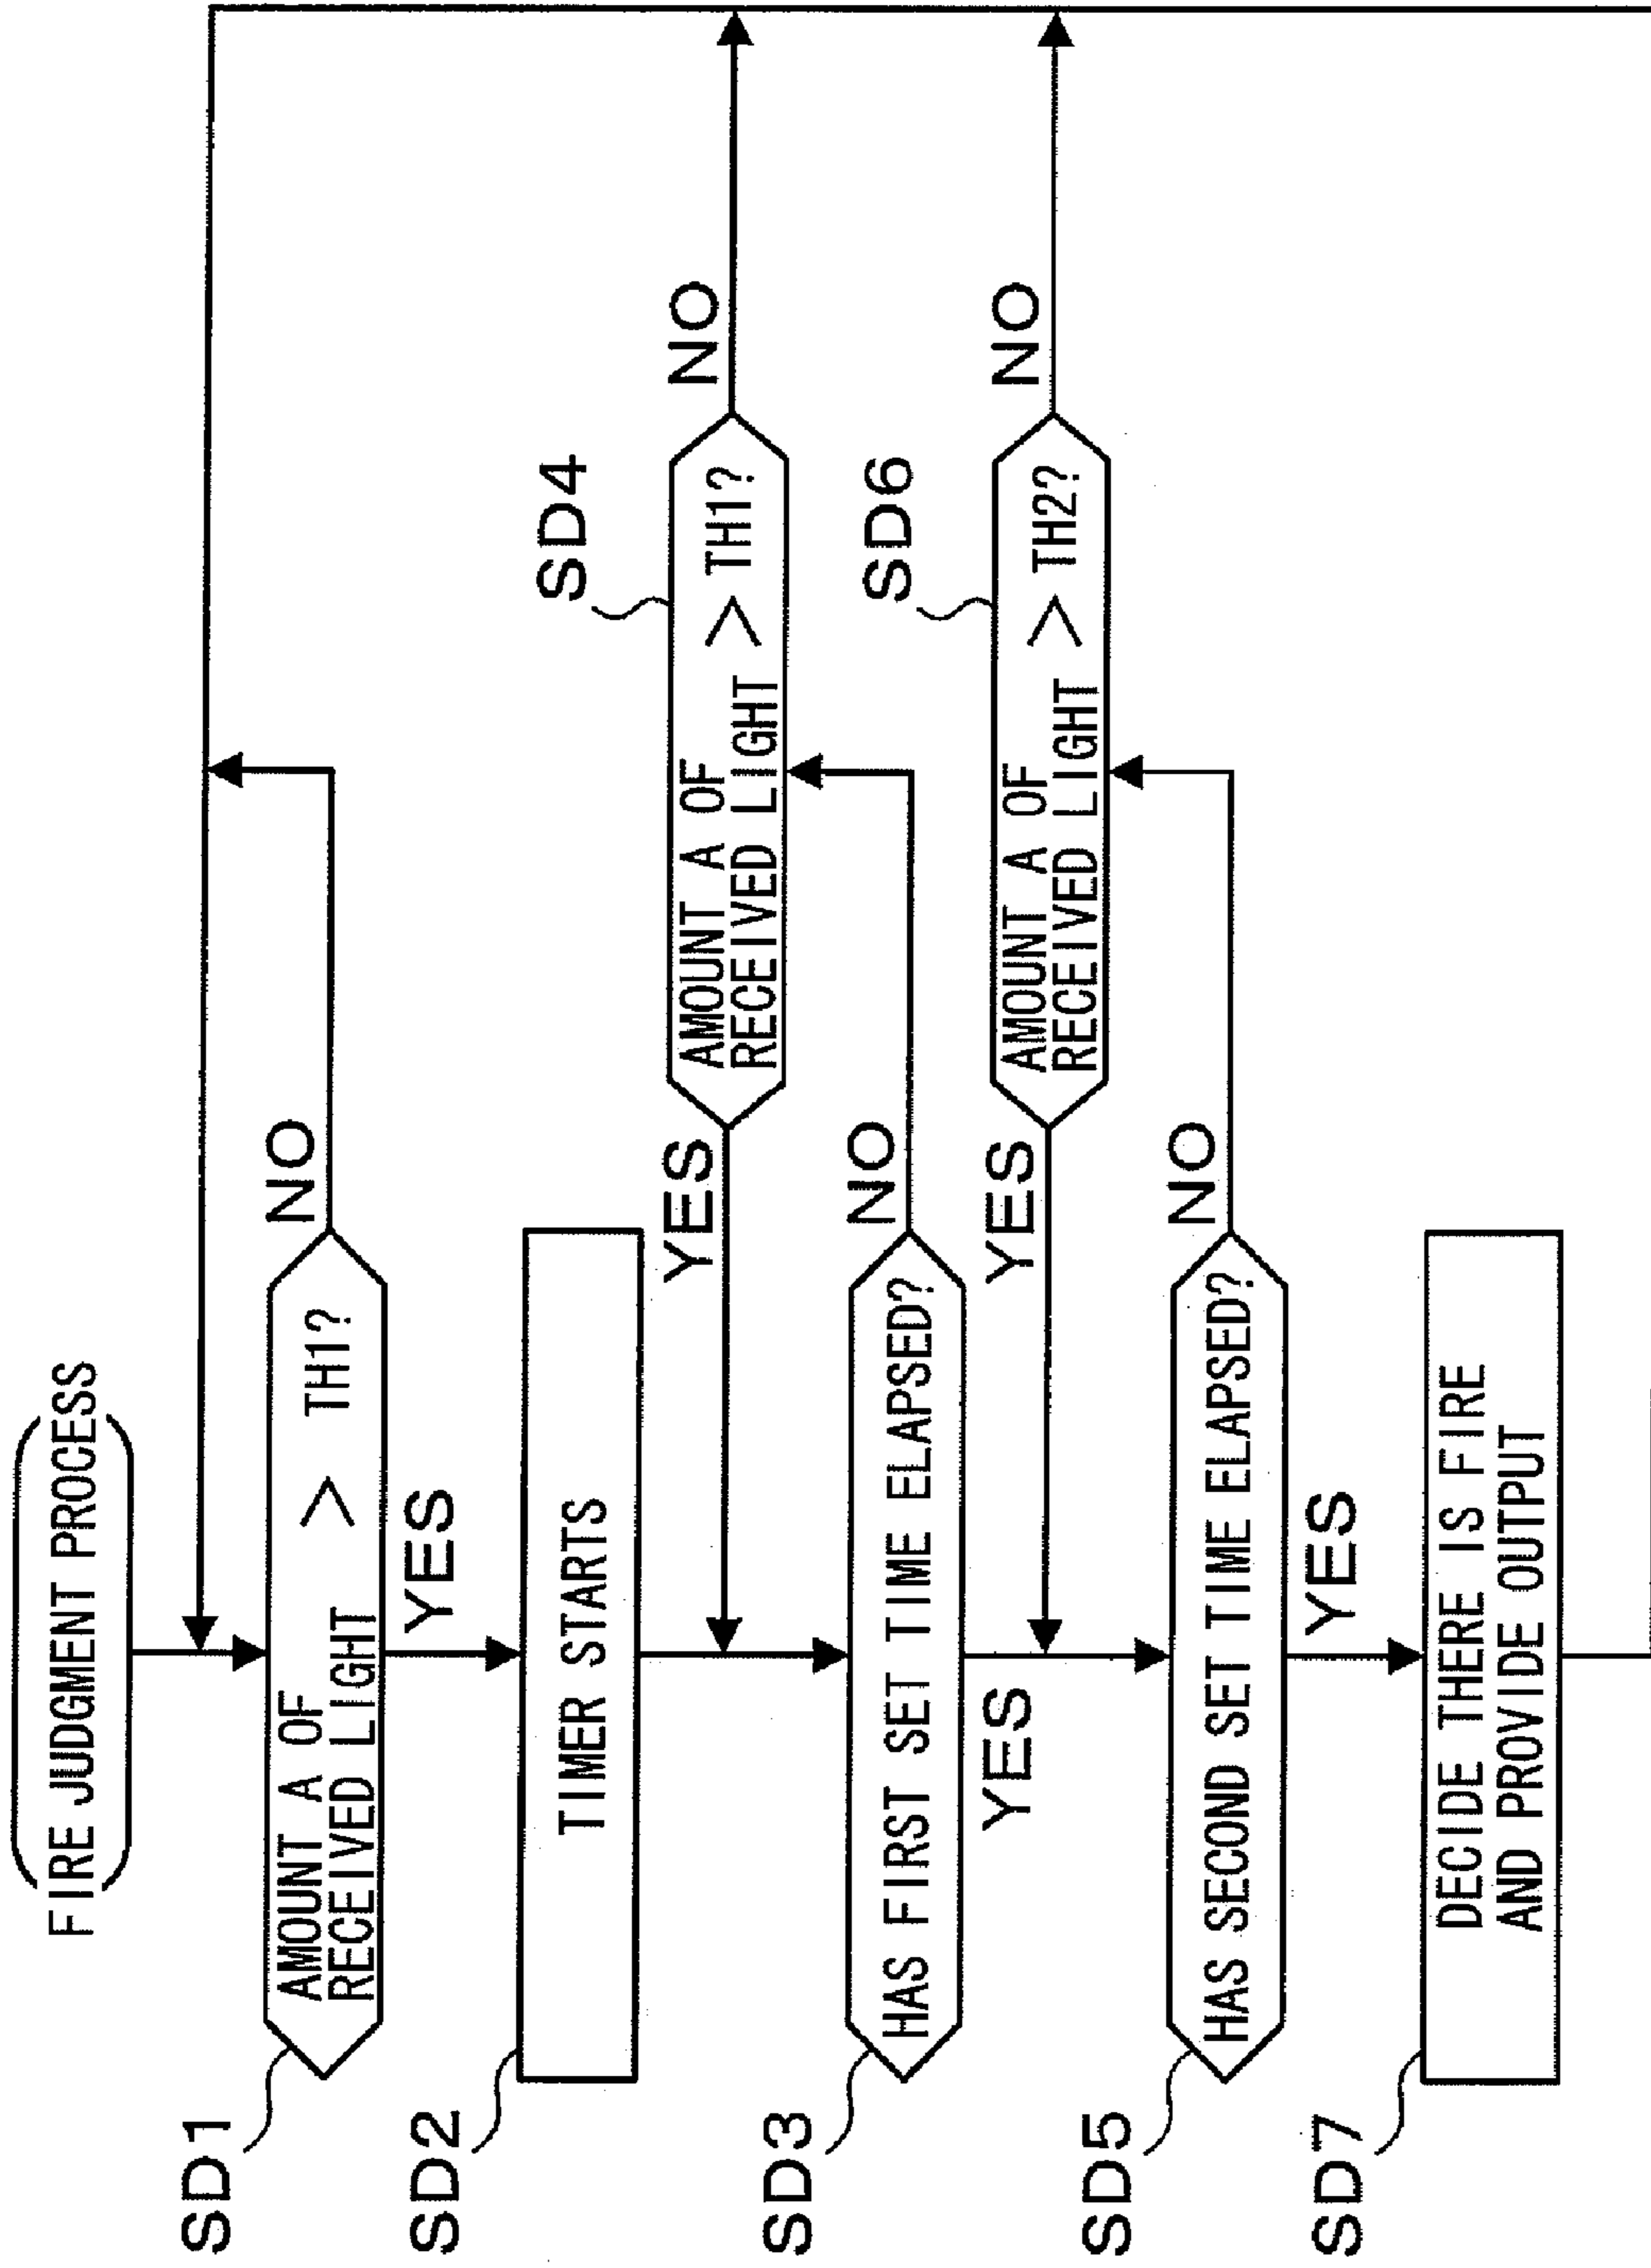 FIRE JUDGMENT PROCESS
SD1
AMOUNT A OF
RECEIVED LIGHT > TH1?
NO
YES
SD2
TIMER STARTS
SD4
AMOUNT A OF
RECEIVED LIGHT > TH1?
NO
YES
SD3
HAS FIRST SET TIME ELAPSED?
NO
YES
SD6
AMOUNT A OF
RECEIVED LIGHT > TH2?
NO
YES
SD5
HAS SECOND SET TIME ELAPSED?
NO
YES
SD7
DECIDE THERE IS FIRE
AND PROVIDE OUTPUT